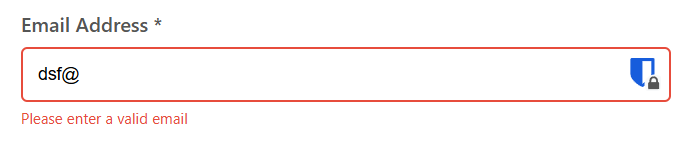 Email Address *
dsf@
Please enter a valid email